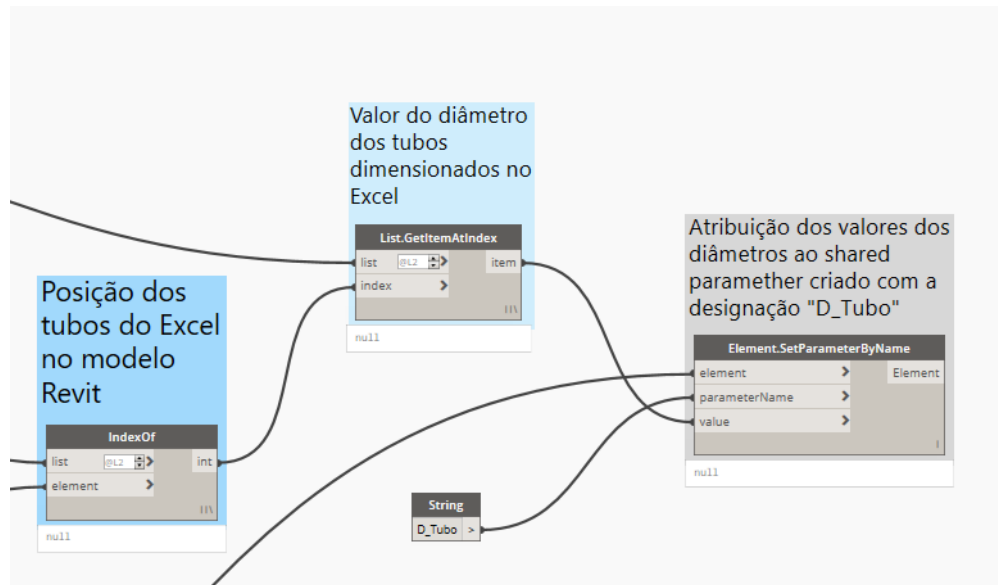 Valor do diâmetro
dos tubos
dimensionados no
Excel
List.GetItemAtIndex
list @L2 > item
index >
null
Atribuição dos valores dos
diâmetros ao shared
paramether criado com a
designação "D_Tubo"
Element.SetParameterByName
element > Element
parameterName >
value >
null
Posição dos
tubos do Excel
no modelo
Revit
IndexOf
list @L2 > int
element >
null
String
D_Tubo >